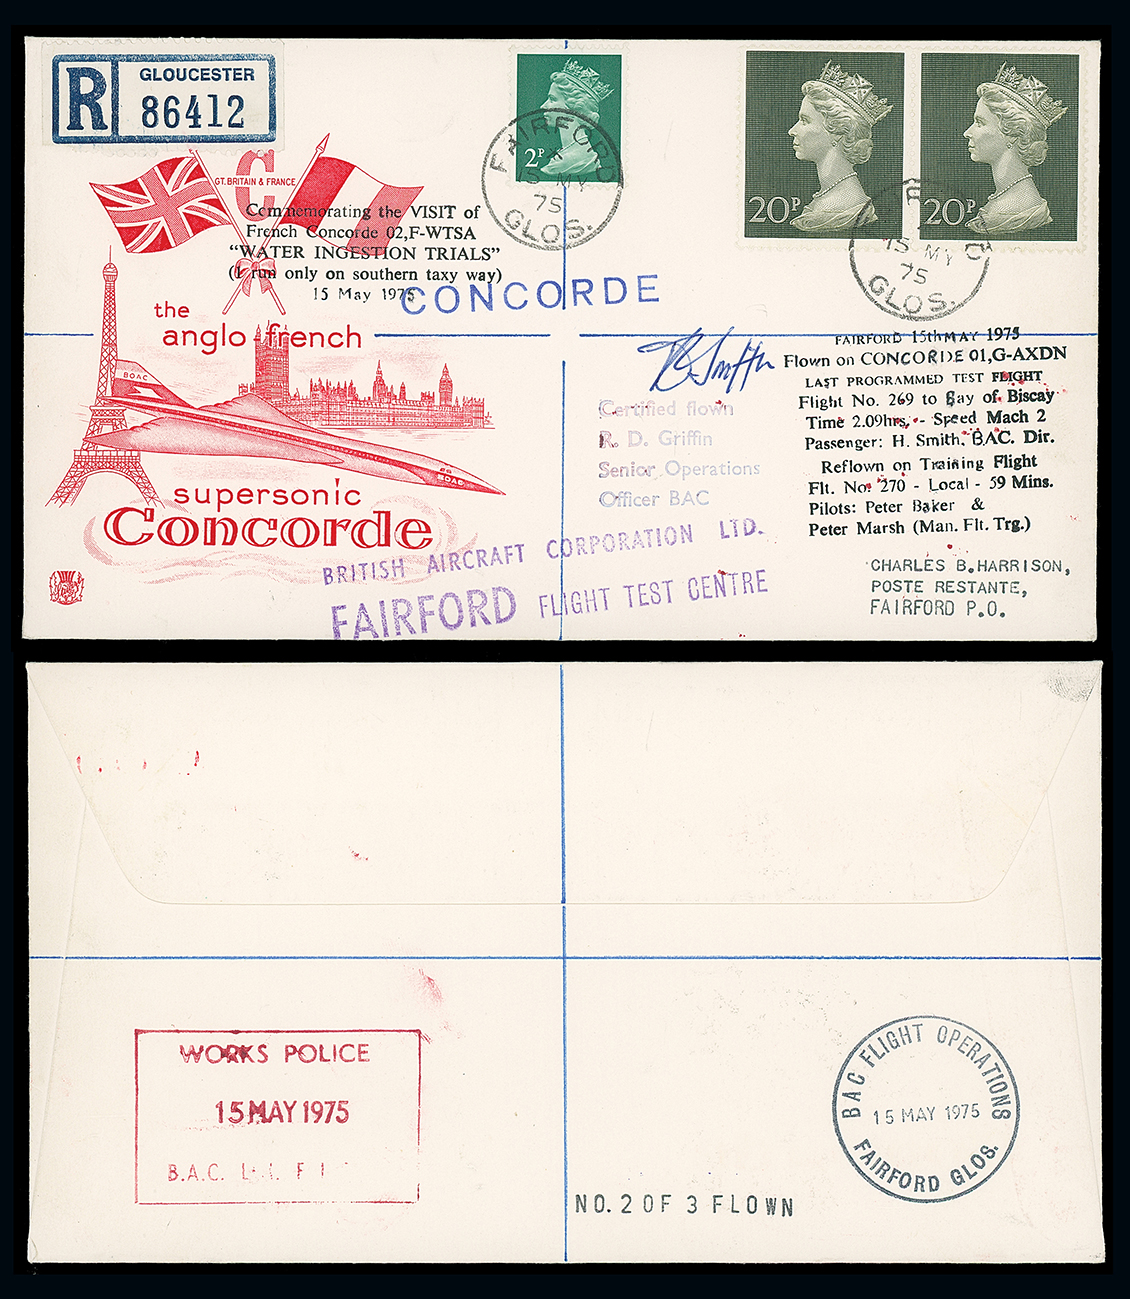 R
GLOUCESTER
86412
GT. BRITAIN & FRANCE
Commemorating the VISIT of
French Concorde 02,F-WTSA
"WATER INGESTION TRIALS"
(1 run only on southern taxy way)
15 May 1975
CONCORDE
the
anglo french
BOAC
BOAC
supersonic
Concorde
2P
FAIRFORD
15 MY
75
GLOS.
20P
20P
15 MY
75
GLOS.
FAIRFORD 15th MAY 1975
Flown on CONCORDE 01,G-AXDN
LAST PROGRAMMED TEST FLIGHT
Flight No. 269 to Bay of Biscay
Time 2.09hrs, - Speed Mach 2
Passenger: H. Smith. BAC. Dir.
Reflown on Training Flight
Flt. No. 270 - Local - 59 Mins.
Pilots: Peter Baker &
Peter Marsh (Man. Flt. Trg.)
Certified flown
R. D. Griffin
Senior Operations
Officer BAC
BRITISH AIRCRAFT CORPORATION LTD.
FAIRFORD FLIGHT TEST CENTRE
CHARLES B.HARRISON,
POSTE RESTANTE,
FAIRFORD P.O.
WORKS POLICE
15 MAY 1975
B.A.C.
BAC FLIGHT OPERATIONS
15 MAY 1975
FAIRFORD GLOS.
NO. 2 OF 3 FLOWN